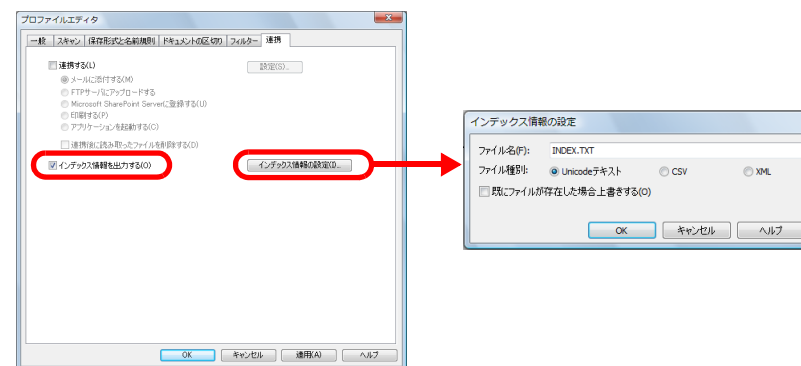 プロファイルエディタ
一般 スキャン 保存形式と名前規則 ドキュメントの区切り フィルター 連携
連携する(L) 設定(S)...
メールに添付する(M)
FTPサーバにアップロードする
Microsoft SharePoint Serverに登録する(U)
印刷する(P)
アプリケーションを起動する(C)
連携後に読み取ったファイルを削除する(D)
インデックス情報を出力する(O) インデックス情報の設定(I)...
OK キャンセル 適用(A) ヘルプ
インデックス情報の設定
ファイル名(F): INDEX.TXT
ファイル種別: Unicodeテキスト CSV XML
既にファイルが存在した場合上書きする(O)
OK キャンセル ヘルプ